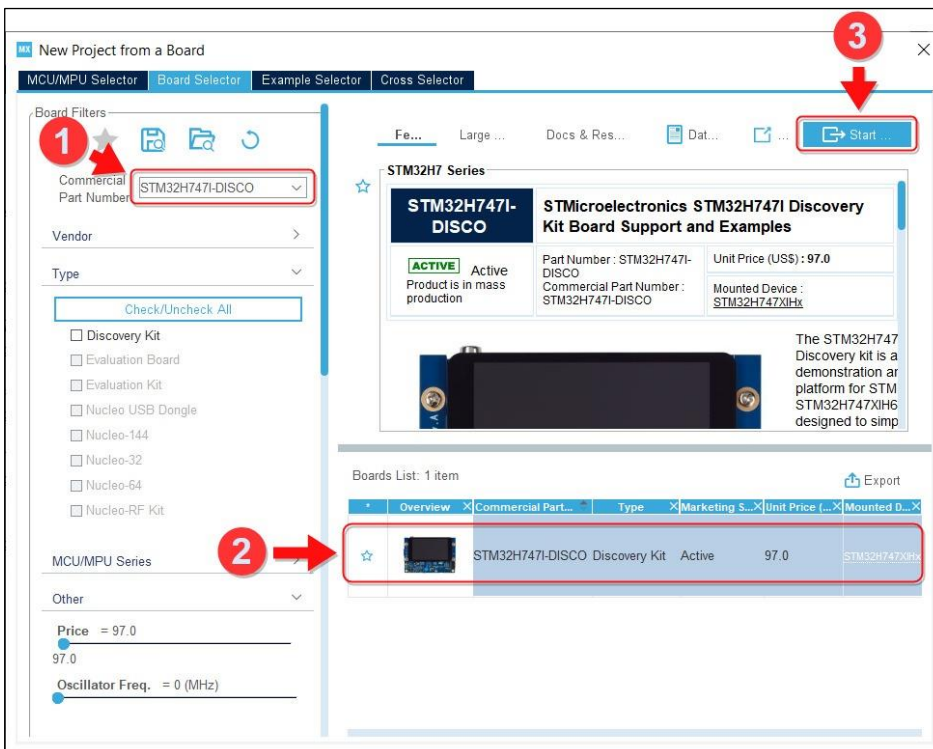 3
MX New Project from a Board
MCU/MPU Selector Board Selector Example Selector Cross Selector
Board Filters
1
Commercial
Part Number
STM32H747I-DISCO
Vendor
Type
Check/Uncheck All
Discovery Kit
Evaluation Board
Evaluation Kit
Nucleo USB Dongle
Nucleo-144
Nucleo-32
Nucleo-64
Nucleo-RF Kit
MCU/MPU Series
Other
Price = 97.0
97.0
Oscillator Freq. = 0 (MHz)
Fe... Large ... Docs & Res... Dat... ... Start ...
STM32H7 Series
STM32H747I-
DISCO
STMicroelectronics STM32H747I Discovery
Kit Board Support and Examples
ACTIVE Active
Product is in mass
production
Part Number : STM32H747I-
DISCO
Commercial Part Number :
STM32H747I-DISCO
Unit Price (US$) : 97.0
Mounted Device :
STM32H747XIHx
The STM32H747
Discovery kit is a
demonstration ar
platform for STM
STM32H747XIH6
designed to simp
Boards List: 1 item
Export
* Overview X Commercial Part... Type X Marketing S... X Unit Price (... X Mounted D... X
2
STM32H747I-DISCO Discovery Kit Active 97.0 STM32H747XIHx